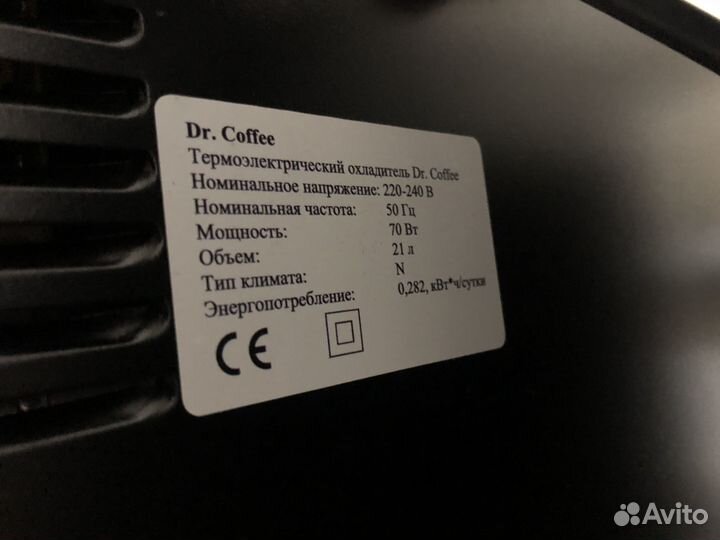 Dr. Coffee
Термоэлектрический охладитель Dr. Coffee
Номинальное напряжение: 220-240 В
Номинальная частота: 50 Гц
Мощность: 70 Вт
Объем: 21 л
Тип климата: N
Энергопотребление: 0,282, кВт*ч/сутки
CE
Avito